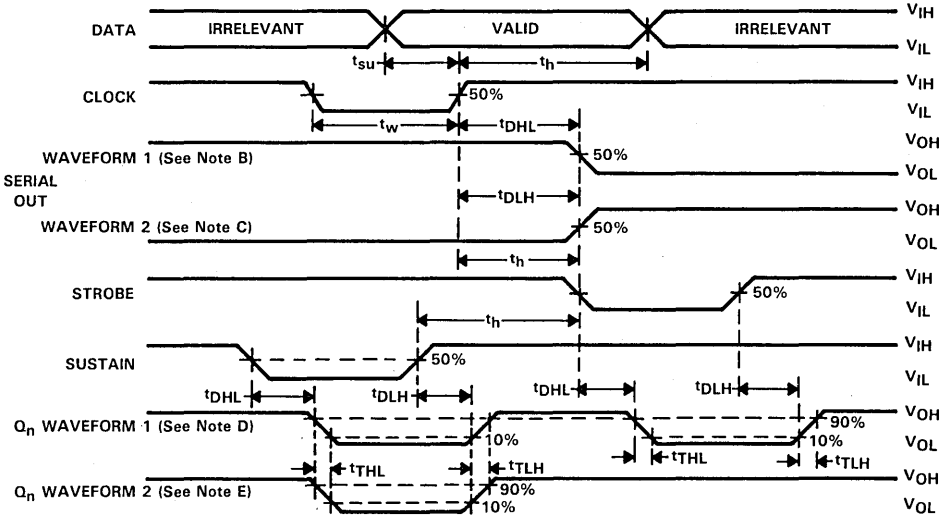 DATA IRRELEVANT VALID IRRELEVANT VIH
VIL
tsu th
CLOCK 50% VIH
VIL
tw tDHL
WAVEFORM 1 (See Note B) 50% VOH
VOL
SERIAL
OUT
tDLH
WAVEFORM 2 (See Note C) 50% VOH
VOL
th
STROBE 50% VIH
VIL
th
SUSTAIN 50% VIH
VIL
tDHL tDLH tDHL tDLH
Qn WAVEFORM 1 (See Note D) 90% VOH
10% 10% VOL
tTHL tTLH tTHL tTLH
Qn WAVEFORM 2 (See Note E) 90% VOH
10% VOL